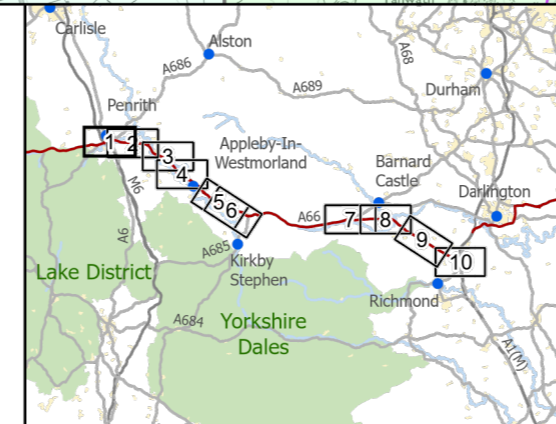 Carlisle
Alston
A686
A689
A68
Durham
Penrith
1
2
3
4
Appleby-In-
Westmorland
Barnard
Castle
Darlington
M6
A6
5
6
A66
7
8
9
10
A685
Kirkby
Stephen
Lake District
Richmond
A684
Yorkshire
Dales
A1(M)